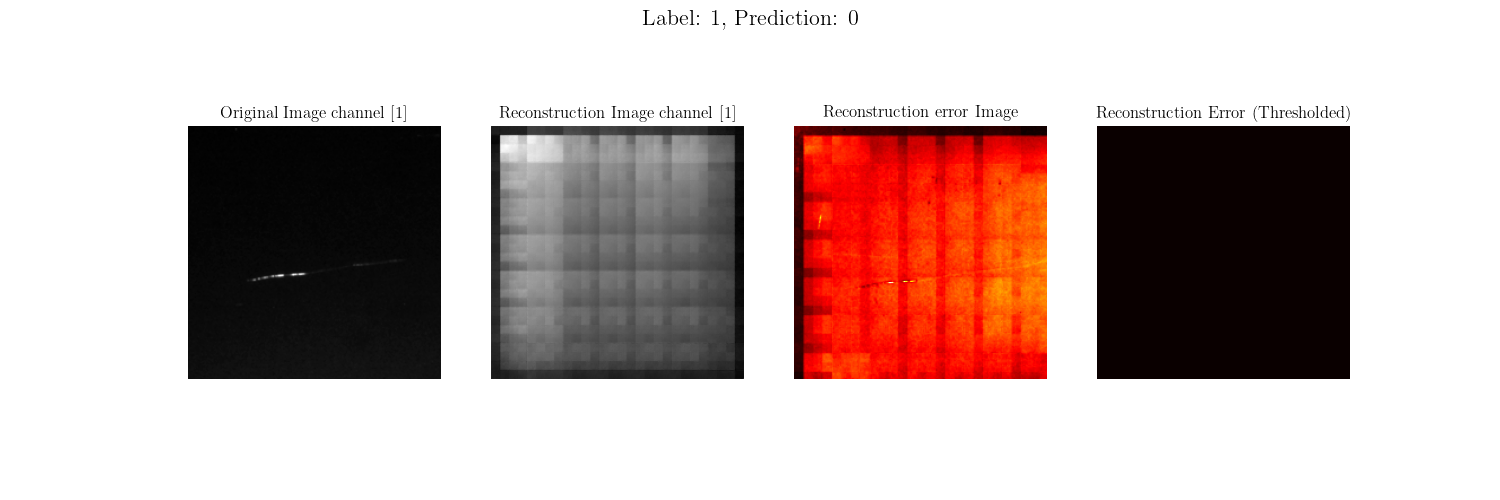 Label: 1, Prediction: 0
Original Image channel [1]
Reconstruction Image channel [1]
Reconstruction error Image
Reconstruction Error (Thresholded)